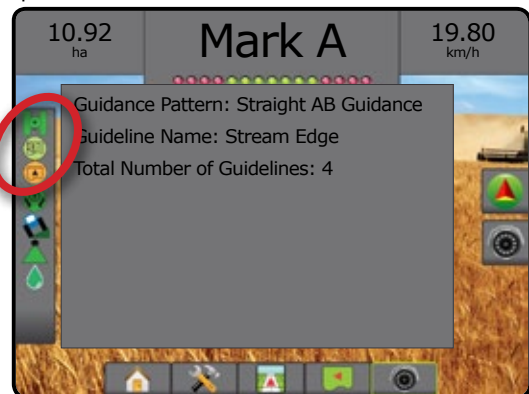 10.92
ha
Mark A
19.80
km/h
Guidance Pattern: Straight AB Guidance
Guideline Name: Stream Edge
Total Number of Guidelines: 4